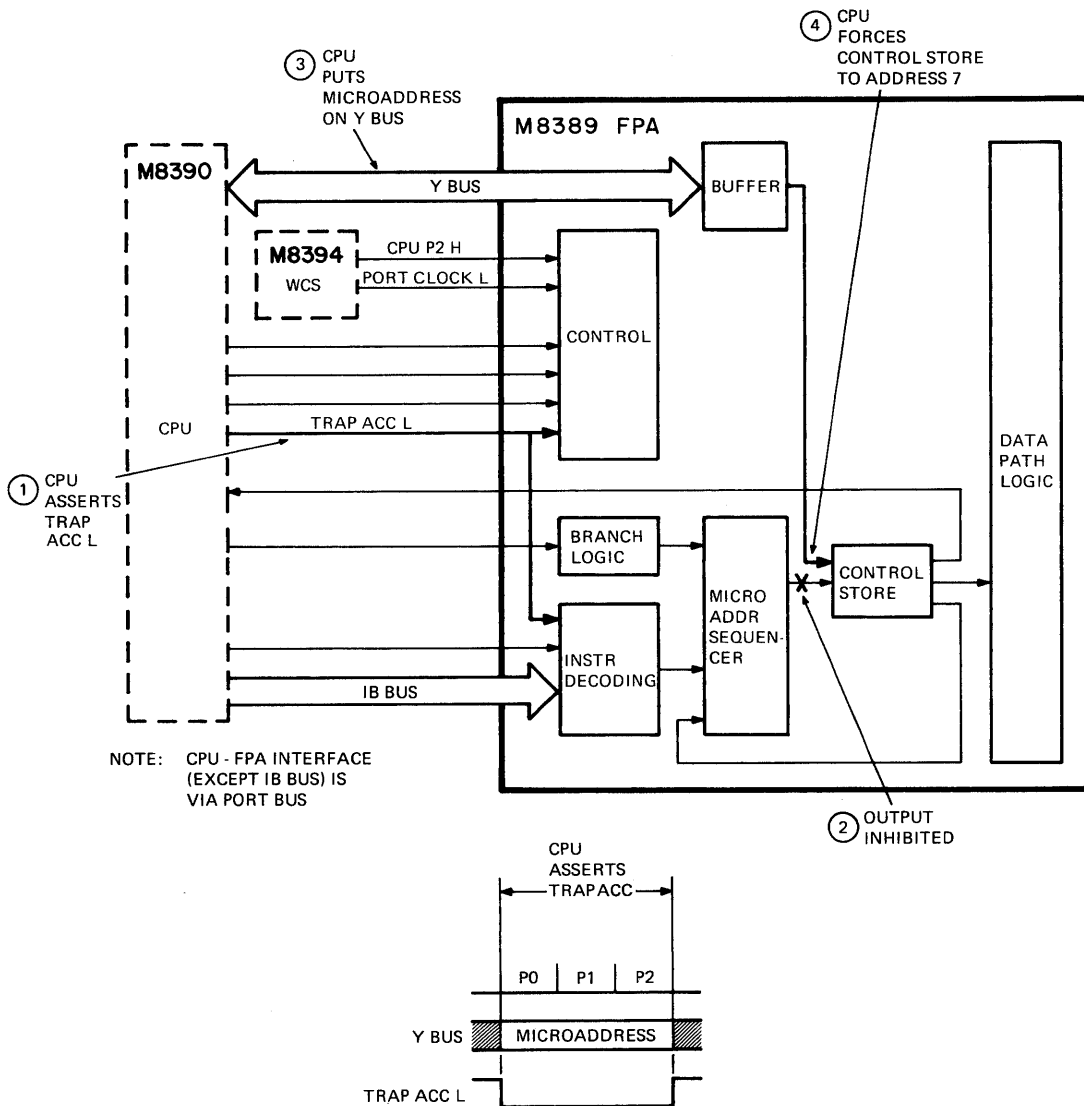 ④ CPU
FORCES
CONTROL STORE
TO ADDRESS 7
③ CPU
PUTS
MICROADDRESS
ON Y BUS
M8389 FPA
M8390
Y BUS
BUFFER
M8394
WCS
CPU P2 H
PORT CLOCK L
CONTROL
CPU
TRAP ACC L
① CPU
ASSERTS
TRAP
ACC L
DATA
PATH
LOGIC
BRANCH
LOGIC
MICRO
ADDR
SEQUEN-
CER
CONTROL
STORE
INSTR
DECODING
IB BUS
NOTE: CPU - FPA INTERFACE
(EXCEPT IB BUS) IS
VIA PORT BUS
② OUTPUT
INHIBITED
CPU
ASSERTS
TRAPACC
P0 P1 P2
Y BUS MICROADDRESS
TRAP ACC L